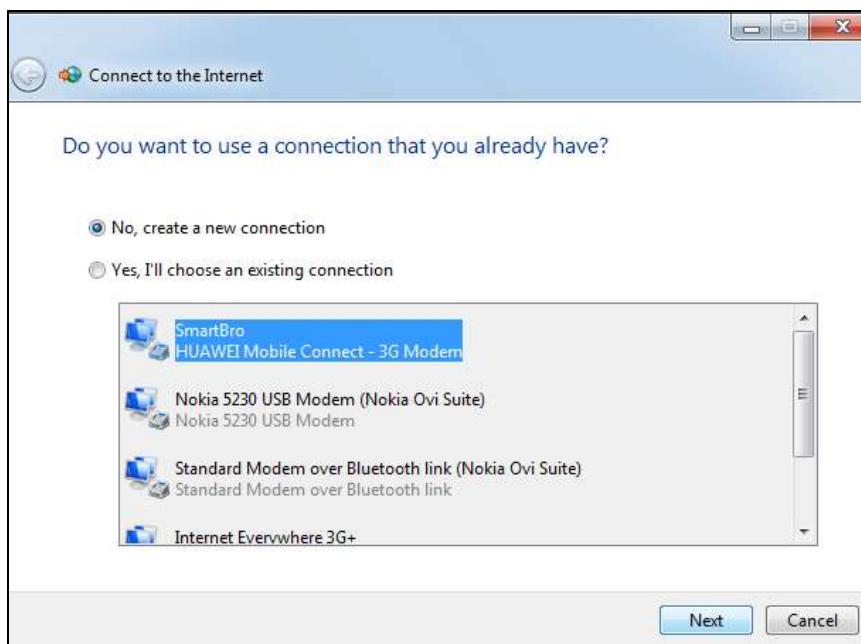 Connect to the Internet
Do you want to use a connection that you already have?
No, create a new connection
Yes, I'll choose an existing connection
SmartBro
HUAWEI Mobile Connect - 3G Modem
Nokia 5230 USB Modem (Nokia Ovi Suite)
Nokia 5230 USB Modem
Standard Modem over Bluetooth link (Nokia Ovi Suite)
Standard Modem over Bluetooth link
Internet Everywhere 3G+
Next Cancel